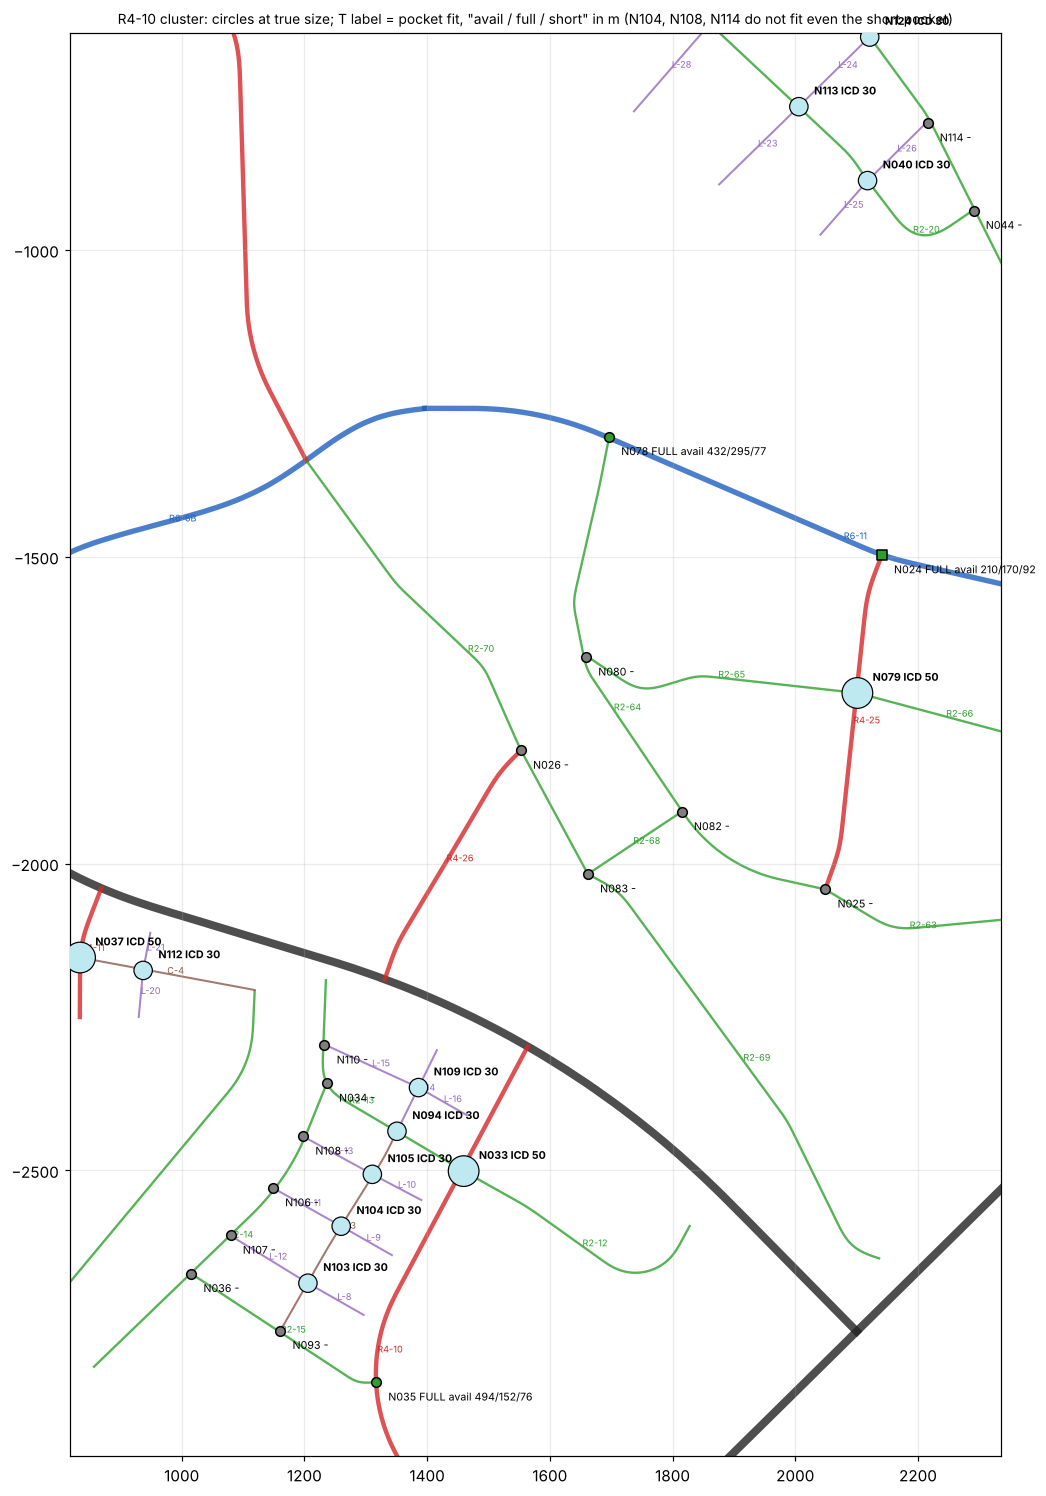 R4-10 cluster: circles at true size; T label = pocket fit, "avail / full / short" in m (N104, N108, N114 do not fit even the short pocket)
L-28
L-24
N113 ICD 30
N114 -
L-23
L-26
N040 ICD 30
L-25
N044 -
R2-20
−1000
N078 FULL avail 432/295/77
R6-11
−1500
N024 FULL avail 210/170/92
R2-70
N080 -
R2-65
N079 ICD 50
R2-64
R2-66
R4-25
N026 -
N082 -
R2-68
R4-26
−2000
N083 -
N025 -
R2-63
N037 ICD 50
N112 ICD 30
C-4
L-20
R2-69
N110 -
L-15
N109 ICD 30
N034 -
L-16
N094 ICD 30
N108 -
N105 ICD 30
N033 ICD 50
−2500
L-10
N106 -
N104 ICD 30
L-9
R2-12
N107 -
L-12
N103 ICD 30
N036 -
L-8
N093 -
R4-10
N035 FULL avail 494/152/76
1000
1200
1400
1600
1800
2000
2200